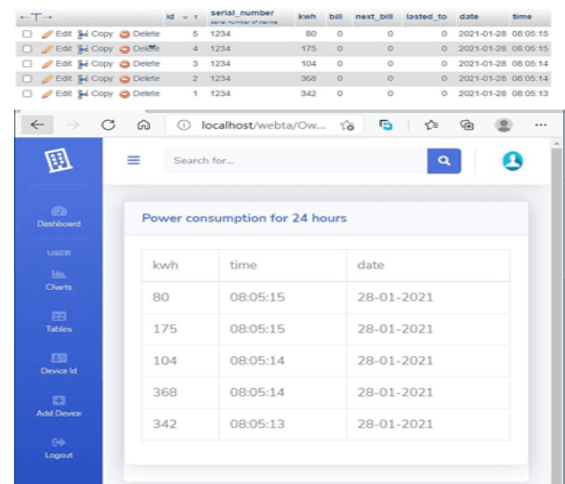 ←T→ id serial_number kwh bill next_bill lasted_to date time
serial number of device
Edit Copy Delete 5 1234 80 0 0 0 2021-01-28 08:05:15
Edit Copy Delete 4 1234 175 0 0 0 2021-01-28 08:05:15
Edit Copy Delete 3 1234 104 0 0 0 2021-01-28 08:05:14
Edit Copy Delete 2 1234 368 0 0 0 2021-01-28 08:05:14
Edit Copy Delete 1 1234 342 0 0 0 2021-01-28 08:05:13
localhost/webta/Ow...
Search for...
Dashboard
USER
Charts
Tables
Device Id
Add Device
Logout
Power consumption for 24 hours
kwh time date
80 08:05:15 28-01-2021
175 08:05:15 28-01-2021
104 08:05:14 28-01-2021
368 08:05:14 28-01-2021
342 08:05:13 28-01-2021